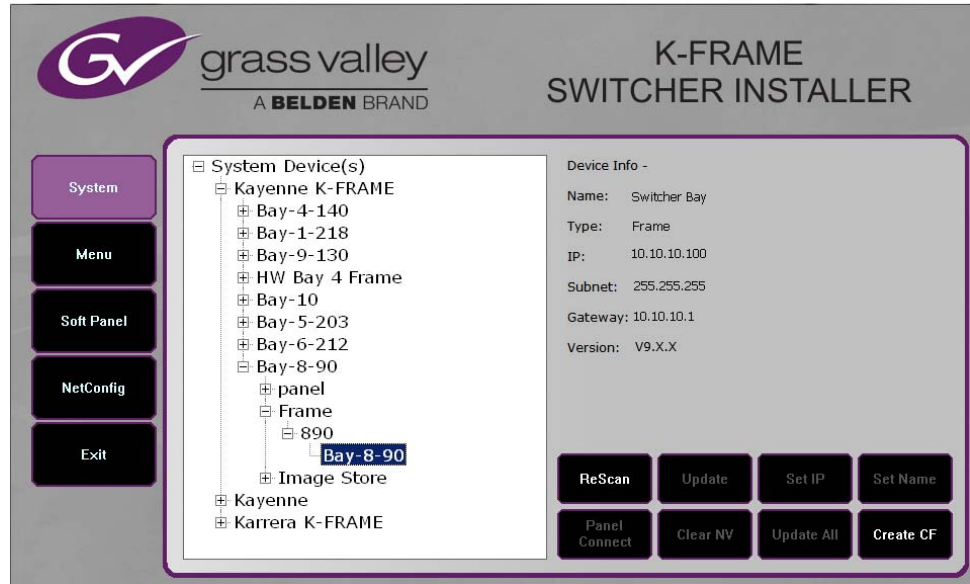 GV
grass valley
A BELDEN BRAND
K-FRAME
SWITCHER INSTALLER
System
Menu
Soft Panel
NetConfig
Exit
System Device(s)
Kayenne K-FRAME
Bay-4-140
Bay-1-218
Bay-9-130
HW Bay 4 Frame
Bay-10
Bay-5-203
Bay-6-212
Bay-8-90
panel
Frame
890
Bay-8-90
Image Store
Kayenne
Karrera K-FRAME
Device Info -
Name: Switcher Bay
Type: Frame
IP: 10.10.10.100
Subnet: 255.255.255
Gateway: 10.10.10.1
Version: V9.X.X
ReScan
Update
Set IP
Set Name
Panel
Connect
Clear NV
Update All
Create CF